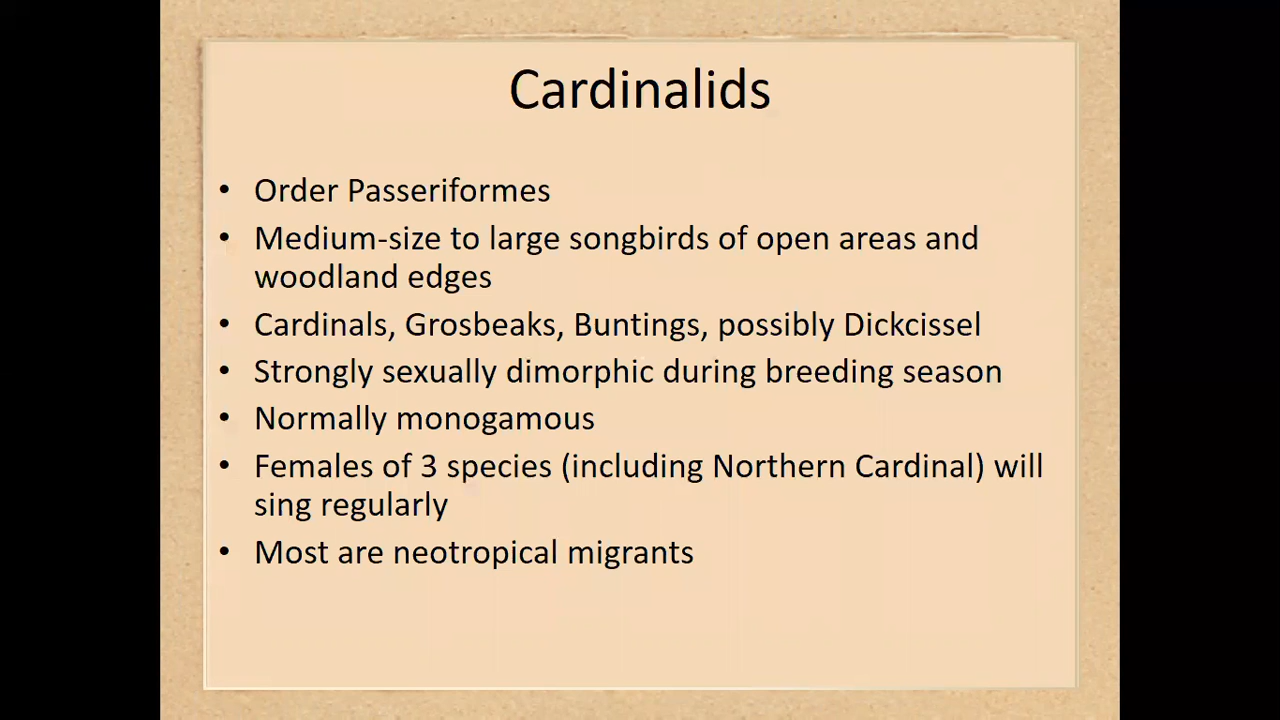 Cardinalids
• Order Passeriformes
• Medium-size to large songbirds of open areas and
woodland edges
• Cardinals, Grosbeaks, Buntings, possibly Dickcissel
• Strongly sexually dimorphic during breeding season
• Normally monogamous
• Females of 3 species (including Northern Cardinal) will
sing regularly
• Most are neotropical migrants